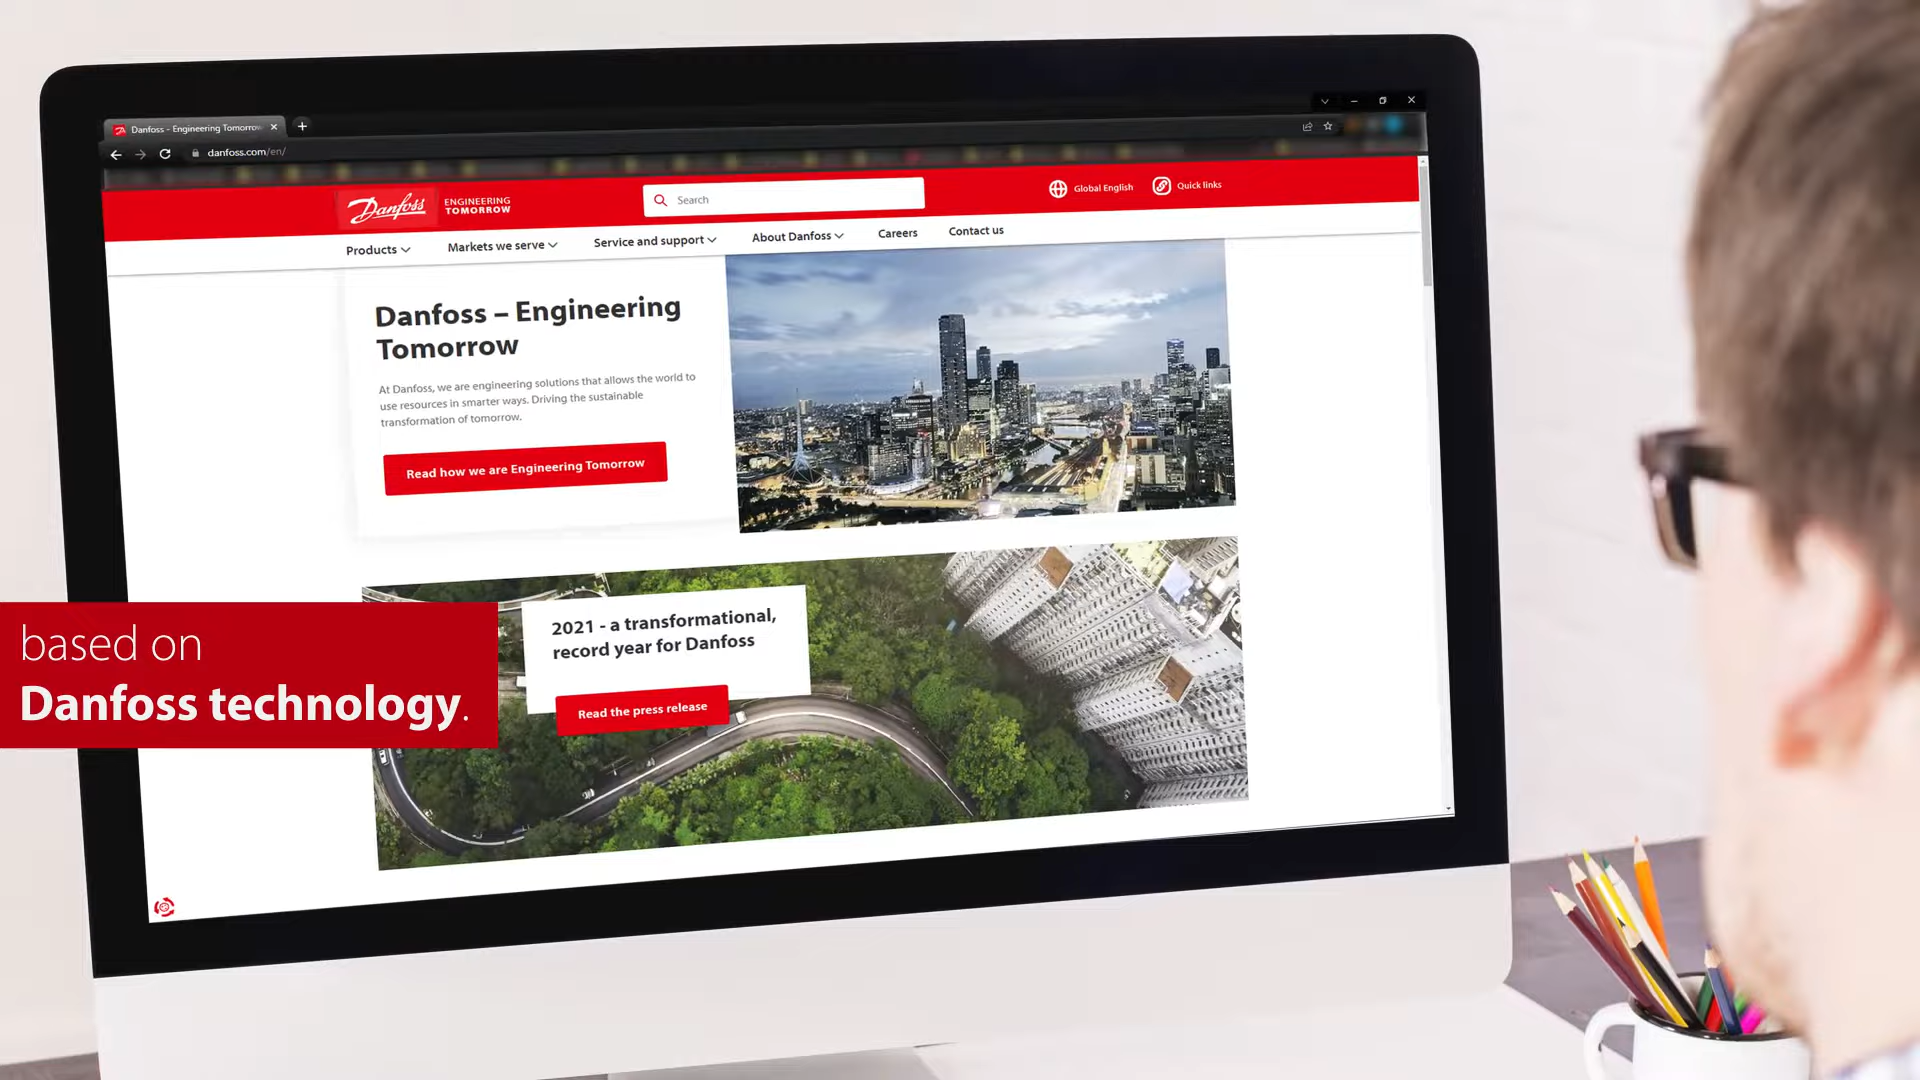 Danfoss - Engineering Tomorrow
danfoss.com/en/
Danfoss
ENGINEERING
TOMORROW
Search
Global English
Quick links
Products
Markets we serve
Service and support
About Danfoss
Careers
Contact us
Danfoss – Engineering
Tomorrow
At Danfoss, we are engineering solutions that allows the world to
use resources in smarter ways. Driving the sustainable
transformation of tomorrow.
Read how we are Engineering Tomorrow
2021 - a transformational,
record year for Danfoss
Read the press release
based on
Danfoss technology.